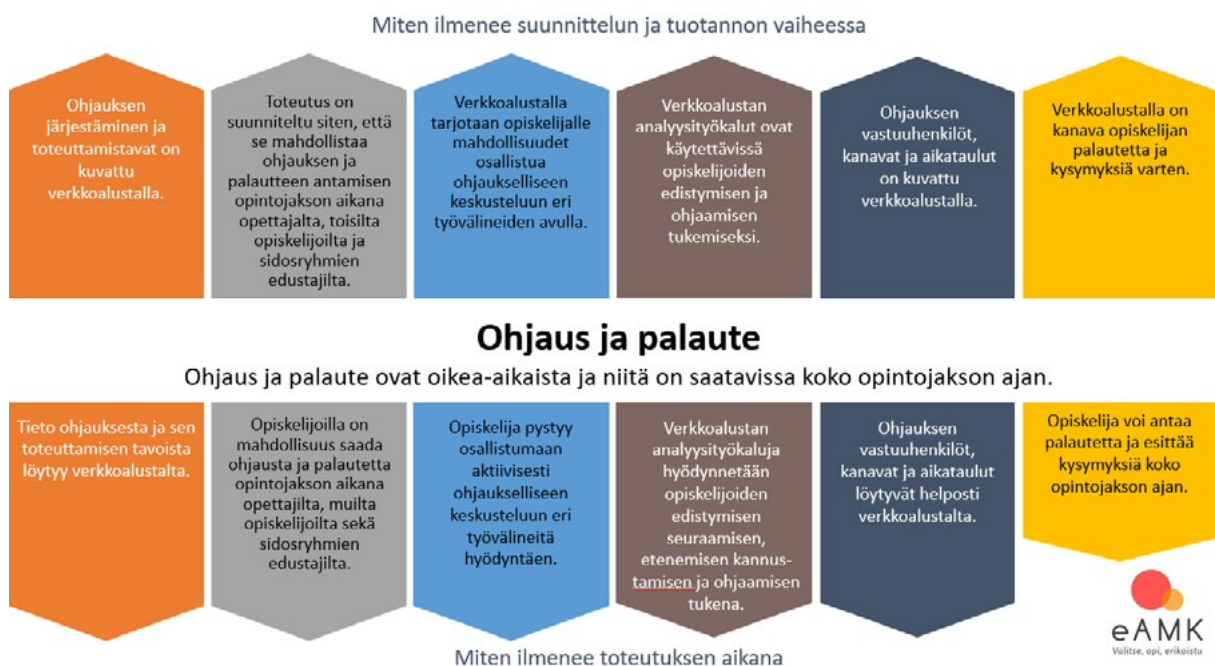 Miten ilmenee suunnittelun ja tuotannon vaiheessa
Ohjauksen
järjestäminen ja
toteuttamistavat on
kuvattu
verkkoalustalla.
Toteutus on
suunniteltu siten, että
se mahdollistaa
ohjauksen ja
palautteen antamisen
opintojakson aikana
opettajalta, toisilta
opiskelijoilta ja
sidosryhmien
edustajilta.
Verkkoalustalla
tarjotaan opiskelijalle
mahdollisuudet
osallistua
ohjaukselliseen
keskusteluun eri
työvälineiden avulla.
Verkkoalustan
analyysityökalut ovat
käytettävissä
opiskelijoiden
edistymisen ja
ohjaamisen
tukemiseksi.
Ohjauksen
vastuuhenkilöt,
kanavat ja aikataulut
on kuvattu
verkkoalustalla.
Verkkoalustalla on
kanava opiskelijan
palautetta ja
kysymyksiä varten.
Ohjaus ja palaute
Ohjaus ja palaute ovat oikea-aikaista ja niitä on saatavissa koko opintojakson ajan.
Tieto ohjauksesta ja sen
toteuttamisen tavoista
löytyy verkkoalustalta.
Opiskelijoilla on
mahdollisuus saada
ohjausta ja palautetta
opintojakson aikana
opettajilta, muilta
opiskelijoilta sekä
sidosryhmien
edustajilta.
Opiskelija pystyy
osallistumaan
aktiivisesti
ohjaukselliseen
keskusteluun eri
työvälineitä
hyödyntäen.
Verkkoalustan
analyysityökaluja
hyödynnetään
opiskelijoiden
edistymisen
seuraamisen,
etenemisen kannus-
tamisen ja ohjaamisen
tukena.
Ohjauksen
vastuuhenkilöt,
kanavat ja aikataulut
löytyvät helposti
verkkoalustalta.
Opiskelija voi antaa
palautetta ja esittää
kysymyksiä koko
opintojakson ajan.
eAMK
Valitse, opi, erikoistu
Miten ilmenee toteutuksen aikana